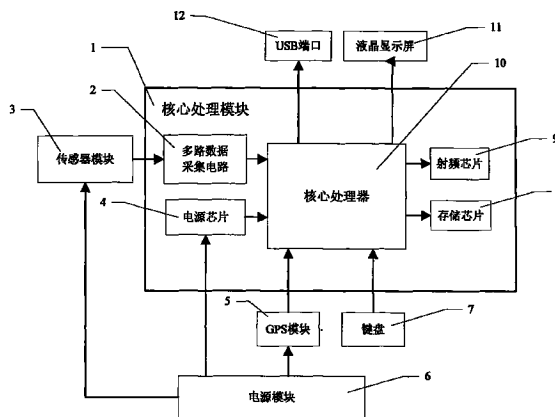 12
USB端口
液晶显示屏
11
1
10
核心处理模块
2
3
传感器模块
多路数据
采集电路
核心处理器
射频芯片
9
4
电源芯片
存储芯片
5
GPS模块
键盘
7
电源模块
6